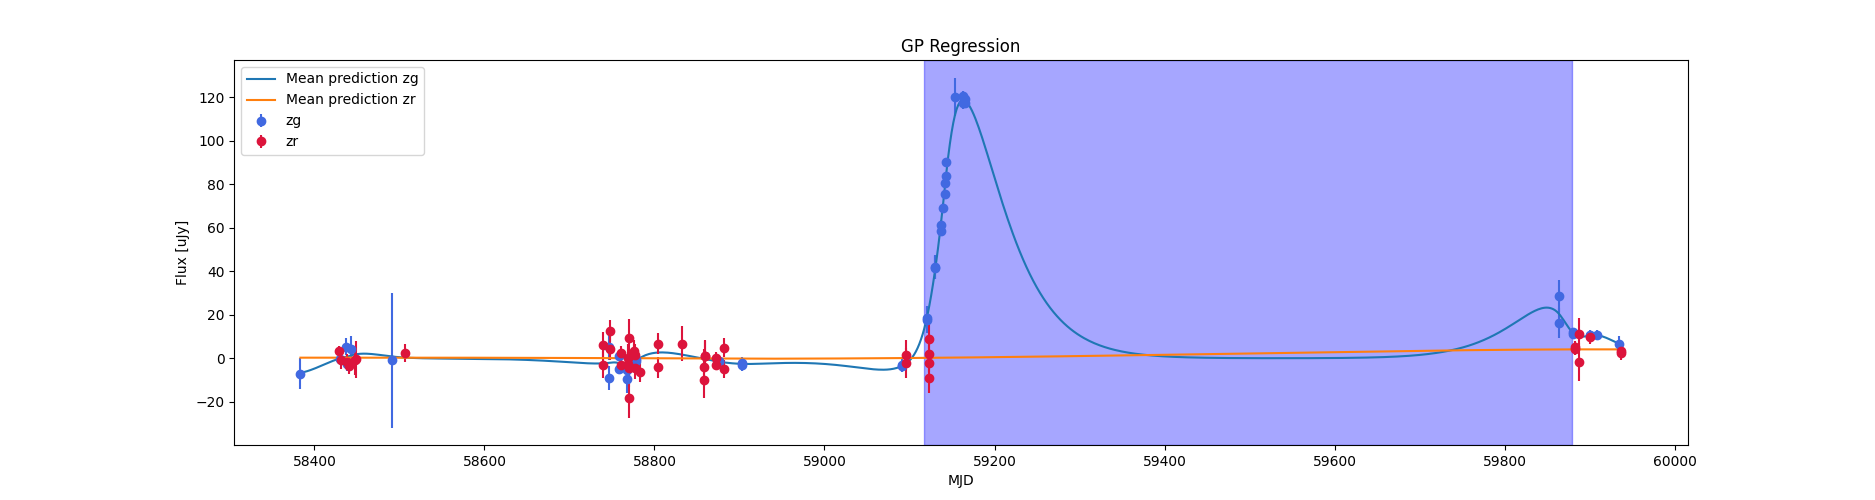 GP Regression
Mean prediction zg
Mean prediction zr
zg
zr
Flux [uJy]
120
100
80
60
40
20
0
−20
58400 58600 58800 59000 59200 59400 59600 59800 60000
MJD